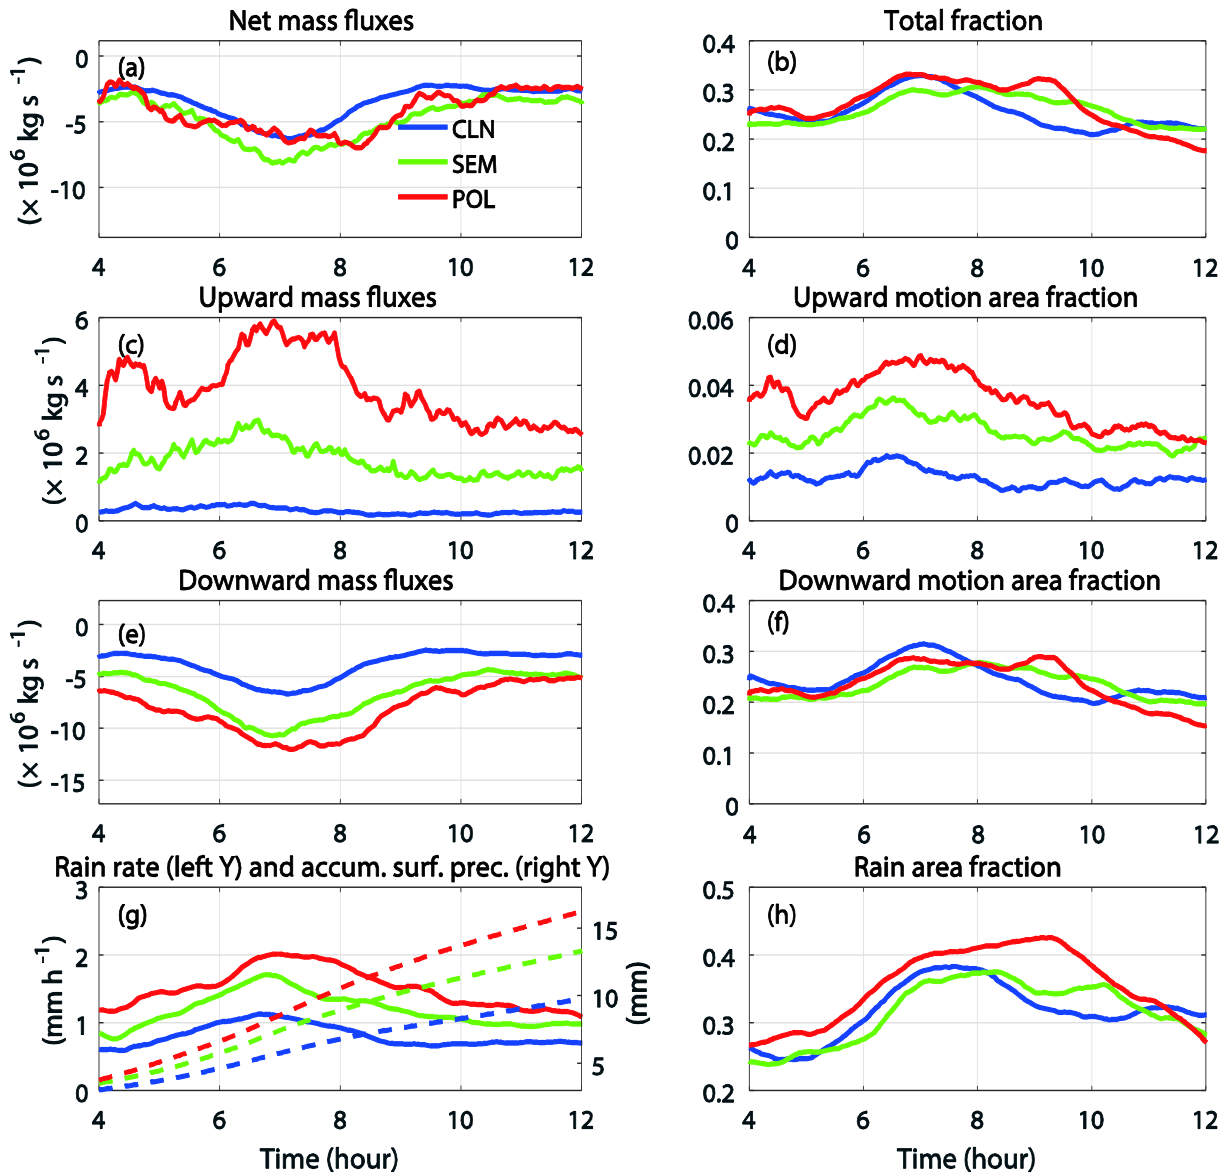 Net mass fluxes
(× 10⁶ kg s⁻¹)
0
-5
-10
(a)
CLN
SEM
POL
4 6 8 10 12
Total fraction
0.4
0.3
0.2
0.1
0
(b)
4 6 8 10 12
Upward mass fluxes
(× 10⁶ kg s⁻¹)
6
4
2
0
(c)
4 6 8 10 12
Upward motion area fraction
0.06
0.04
0.02
0
(d)
4 6 8 10 12
Downward mass fluxes
(× 10⁶ kg s⁻¹)
0
-5
-10
-15
(e)
4 6 8 10 12
Downward motion area fraction
0.4
0.3
0.2
0.1
0
(f)
4 6 8 10 12
Rain rate (left Y) and accum. surf. prec. (right Y)
(mm h⁻¹)
3
2
1
0
(g)
15
10
5
(mm)
4 6 8 10 12
Time (hour)
Rain area fraction
0.5
0.4
0.3
0.2
(h)
4 6 8 10 12
Time (hour)